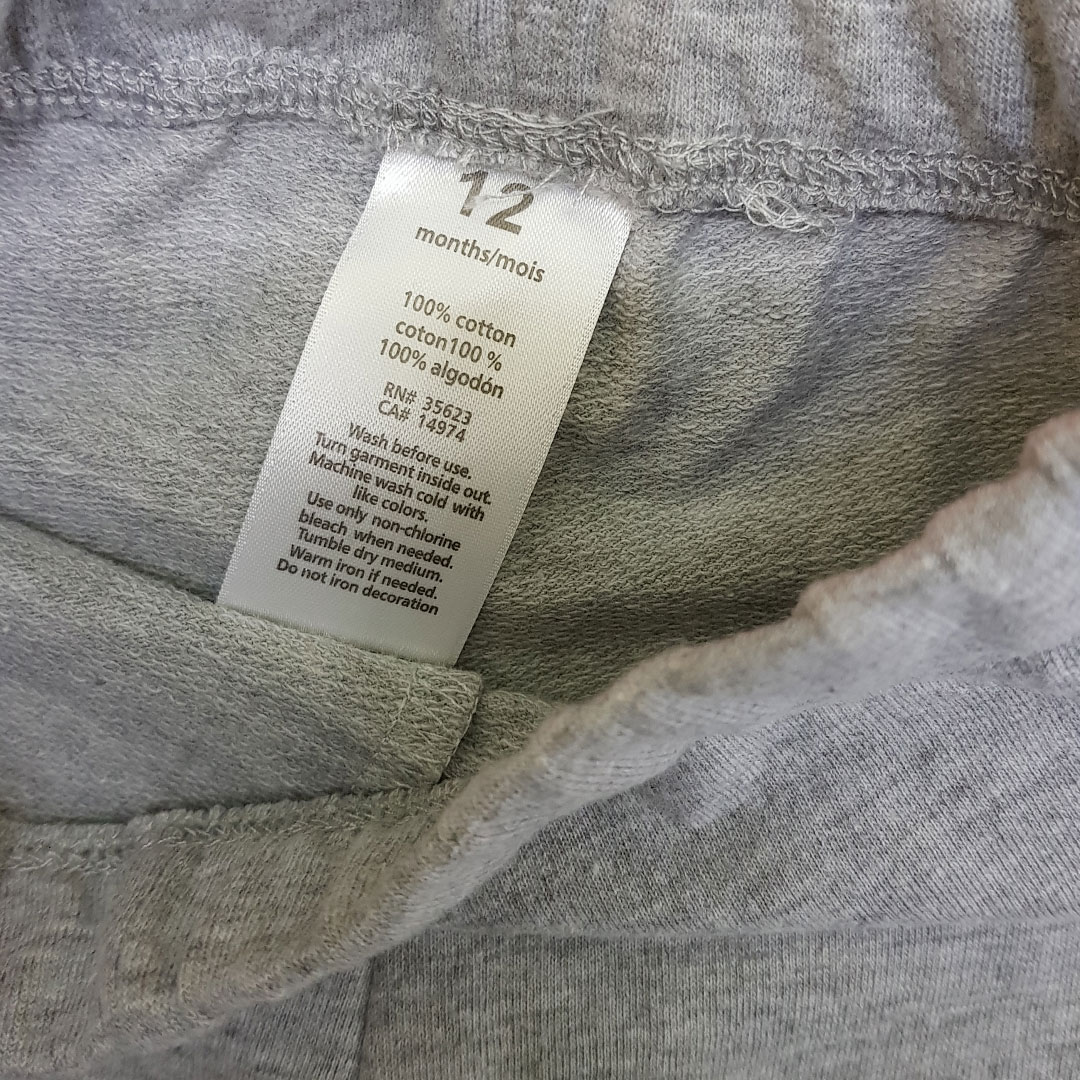 12
months/mois
100% cotton
coton100 %
100% algodón
RN# 35623
CA# 14974
Wash before use.
Turn garment inside out.
Machine wash cold with
like colors.
Use only non-chlorine
bleach when needed.
Tumble dry medium.
Warm iron if needed.
Do not iron decoration